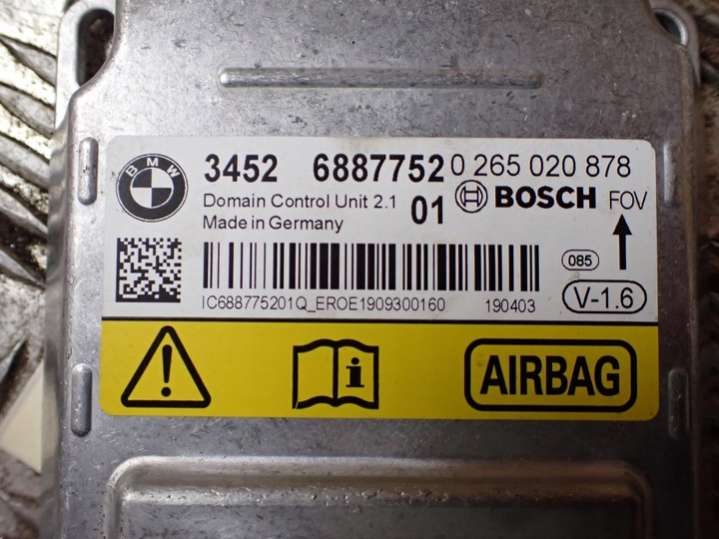 BMW
3452 6887752 0 265 020 878
Domain Control Unit 2.1 01 BOSCH FOV
Made in Germany
085
IC688775201Q_EROE1909300160 190403 V-1.6
i AIRBAG